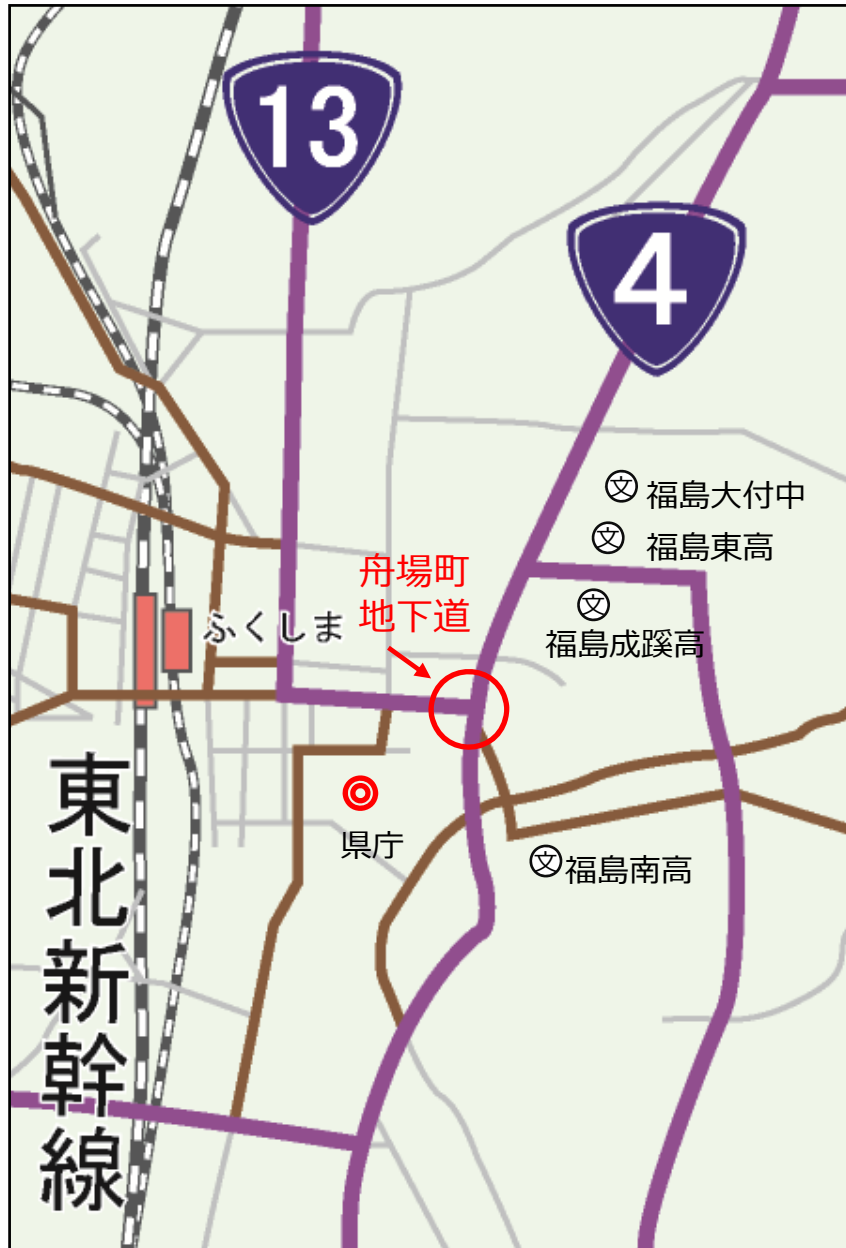 13
4
福島大付中
福島東高
舟場町
地下道
福島成蹊高
ふくしま
県庁
福島南高
東北新幹線